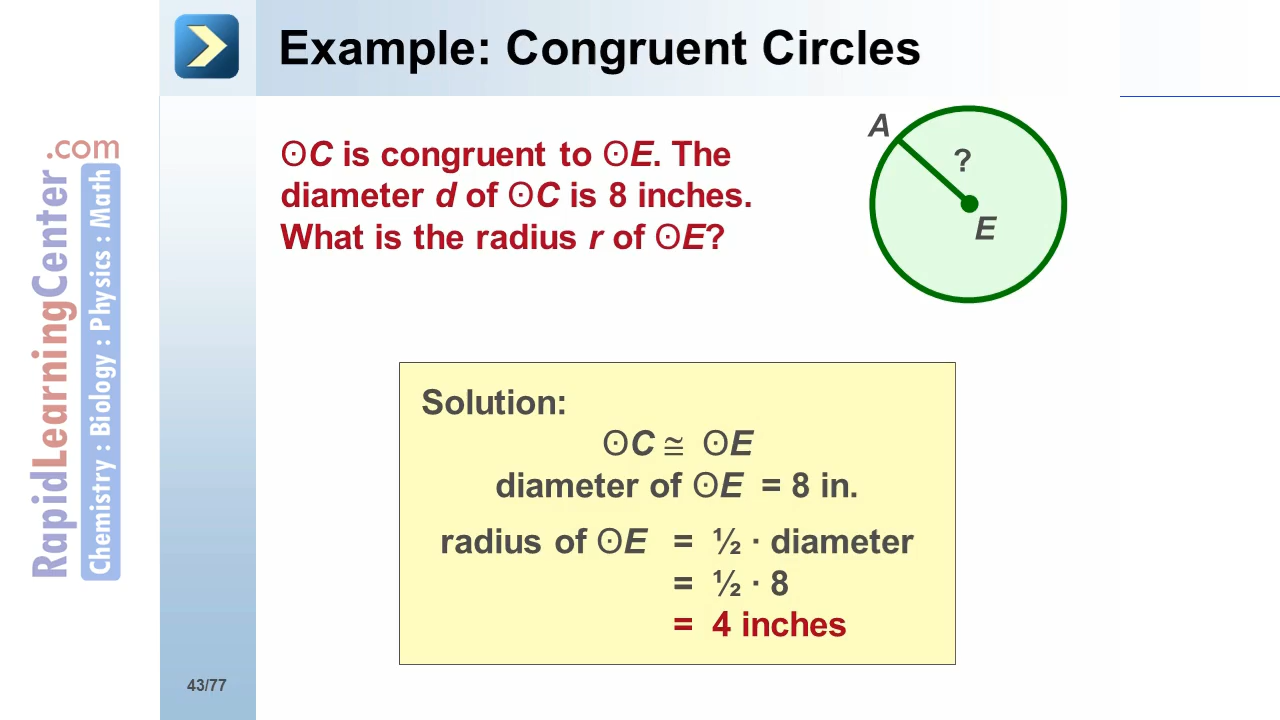 Example: Congruent Circles
ʘC is congruent to ʘE. The
diameter d of ʘC is 8 inches.
What is the radius r of ʘE?
A
?
E
Solution:
ʘC ≅ ʘE
diameter of ʘE = 8 in.
radius of ʘE = ½ · diameter
= ½ · 8
= 4 inches
RapidLearningCenter.com
Chemistry : Biology : Physics : Math
43/77